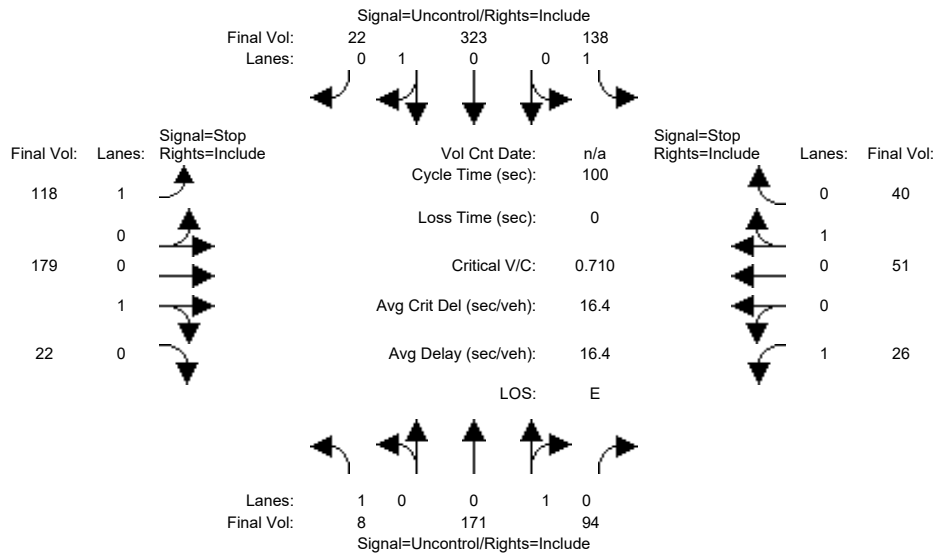 Signal=Uncontrol/Rights=Include
Final Vol: 22 323 138
Lanes: 0 1 0 0 1
Signal=Stop Signal=Stop
Final Vol: Lanes: Rights=Include Vol Cnt Date: n/a Rights=Include Lanes: Final Vol:
Cycle Time (sec): 100
118 1 0 40
Loss Time (sec): 0
0 1
179 0 Critical V/C: 0.710 0 51
1 Avg Crit Del (sec/veh): 16.4 0
22 0 Avg Delay (sec/veh): 16.4 1 26
LOS: E
Lanes: 1 0 0 1 0
Final Vol: 8 171 94
Signal=Uncontrol/Rights=Include